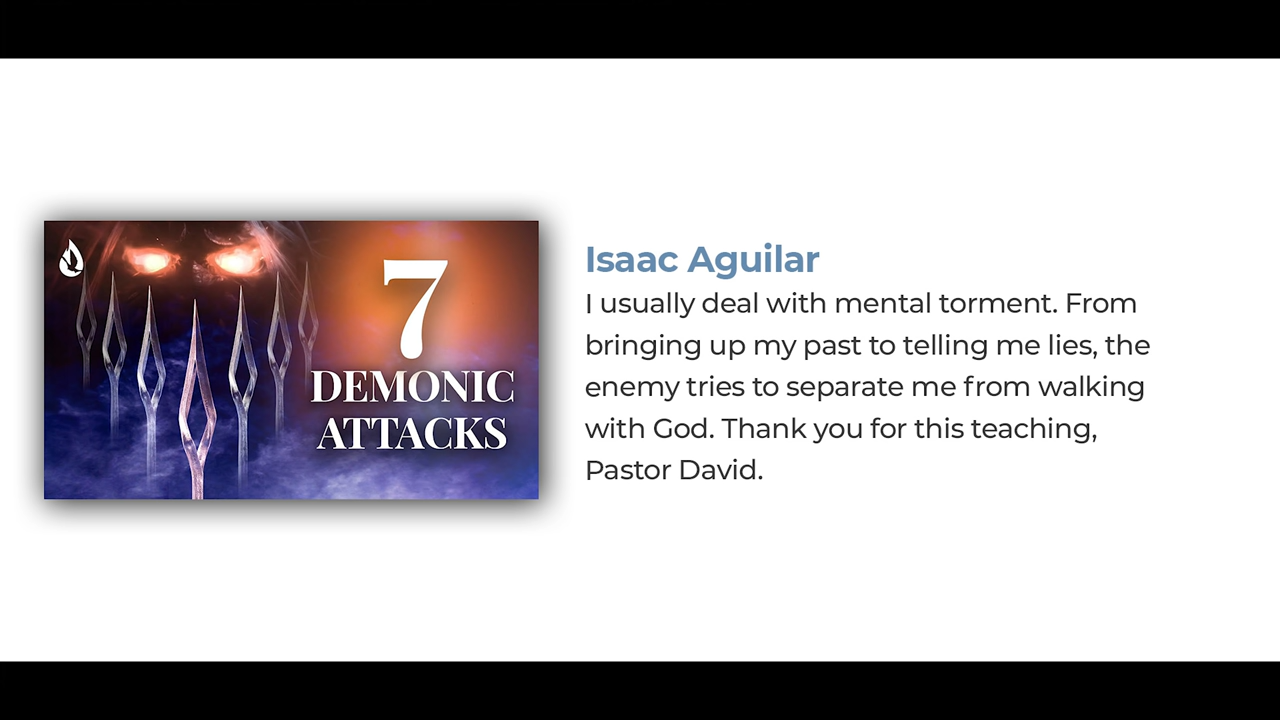 7
DEMONIC
ATTACKS
Isaac Aguilar
I usually deal with mental torment. From
bringing up my past to telling me lies, the
enemy tries to separate me from walking
with God. Thank you for this teaching,
Pastor David.